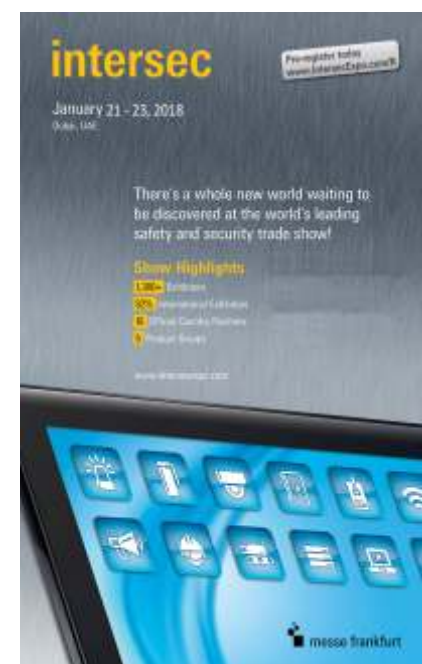 intersec
Pre-register today
www.IntersecExpo.com/
January 21 - 23, 2018
Dubai, UAE
There's a whole new world waiting to
be discovered at the world's leading
safety and security trade show!
Show Highlights
Exhibitors
International Exhibitors
Official Country Pavilions
Product Groups
messe frankfurt